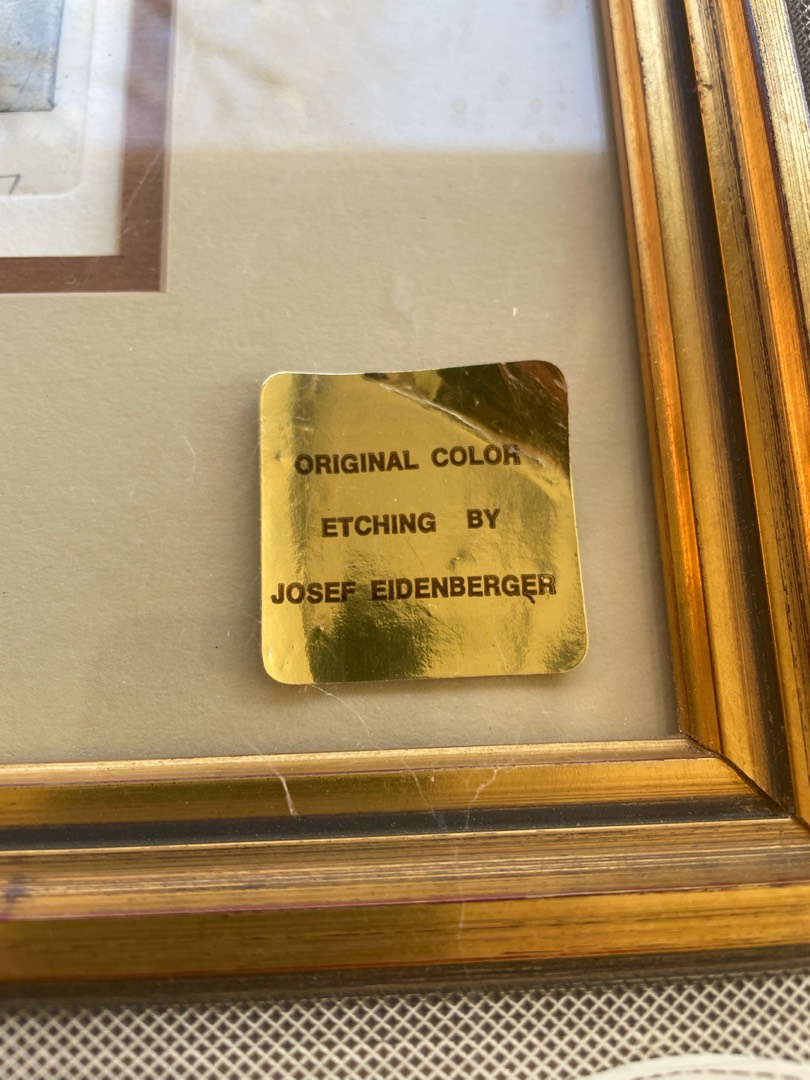 ORIGINAL COLOR
ETCHING BY
JOSEF EIDENBERGER